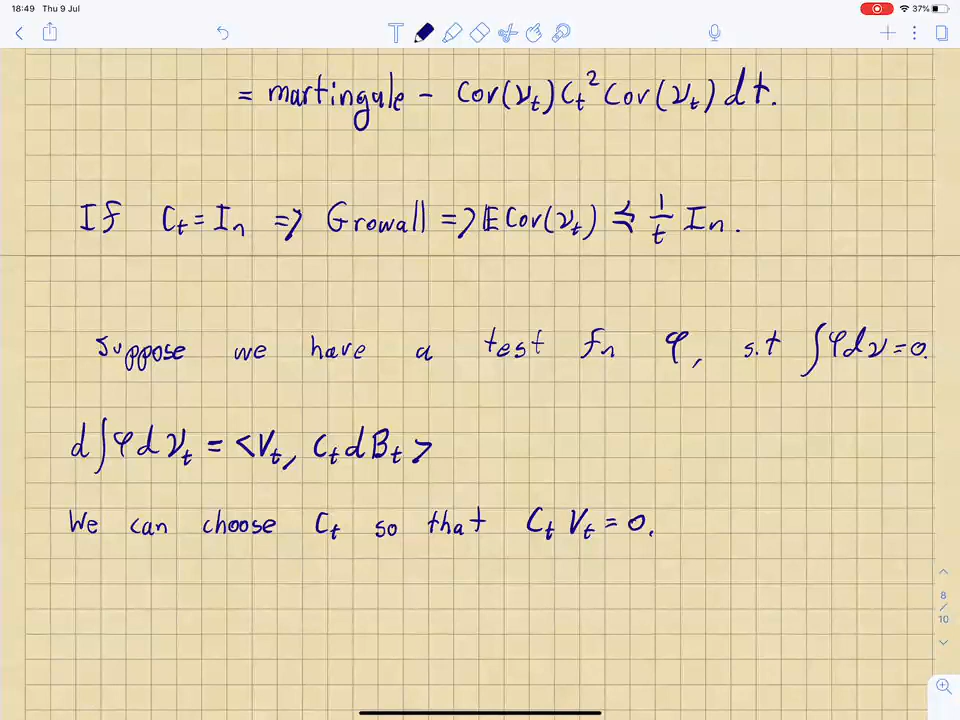 18:49 Thu 9 Jul
37%
= martingale - Cov(ν_t) C_t^2 Cov(ν_t) dt.
If C_t = I_n => Growall => 𝔼 Cov(ν_t) ≼ 1/t I_n.
Suppose we have a test fn φ, s.t ∫φdν=0.
d∫φdν_t = <V_t, C_t dB_t>
We can choose C_t so that C_t V_t = 0.
8
/
10